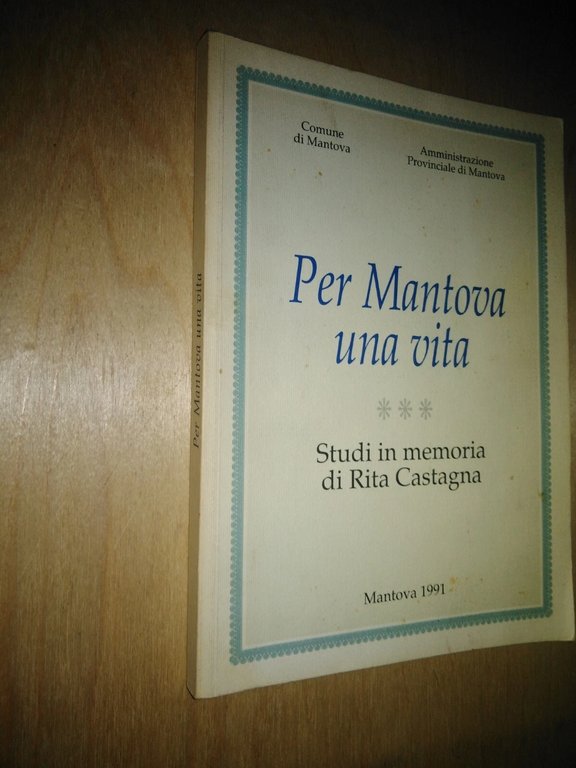 Comune
di Mantova
Amministrazione
Provinciale di Mantova
Per Mantova
una vita
***
Studi in memoria
di Rita Castagna
Mantova 1991
Per Mantova una vita